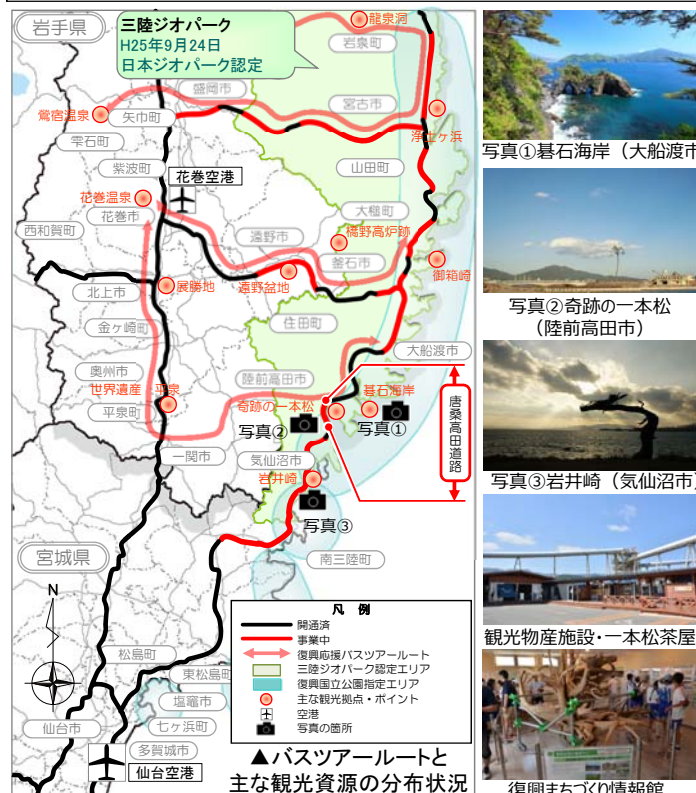 岩手県
三陸ジオパーク
H25年9月24日
日本ジオパーク認定
龍泉洞
岩泉町
盛岡市
宮古市
鶯宿温泉
矢巾町
浄土ヶ浜
雫石町
紫波町
山田町
花巻空港
花巻温泉
大槌町
花巻市
橋野高炉跡
西和賀町
遠野市
釜石市
御箱崎
展勝地
遠野盆地
北上市
住田町
金ヶ崎町
大船渡市
奥州市
陸前高田市
世界遺産 平泉
碁石海岸
奇跡の一本松
平泉町
写真②
写真①
唐桑高田道路
一関市
気仙沼市
岩井崎
写真③
宮城県
南三陸町
N
凡 例
開通済
事業中
復興応援バスツアールート
三陸ジオパーク認定エリア
復興国立公園指定エリア
主な観光拠点・ポイント
空港
写真の箇所
松島町
東松島町
塩竈市
七ヶ浜町
仙台市
多賀城市
仙台空港
▲バスツアールートと
主な観光資源の分布状況
写真①碁石海岸(大船渡市
写真②奇跡の一本松
(陸前高田市)
写真③岩井崎(気仙沼市)
観光物産施設・一本松茶屋
復興まちづくり情報館